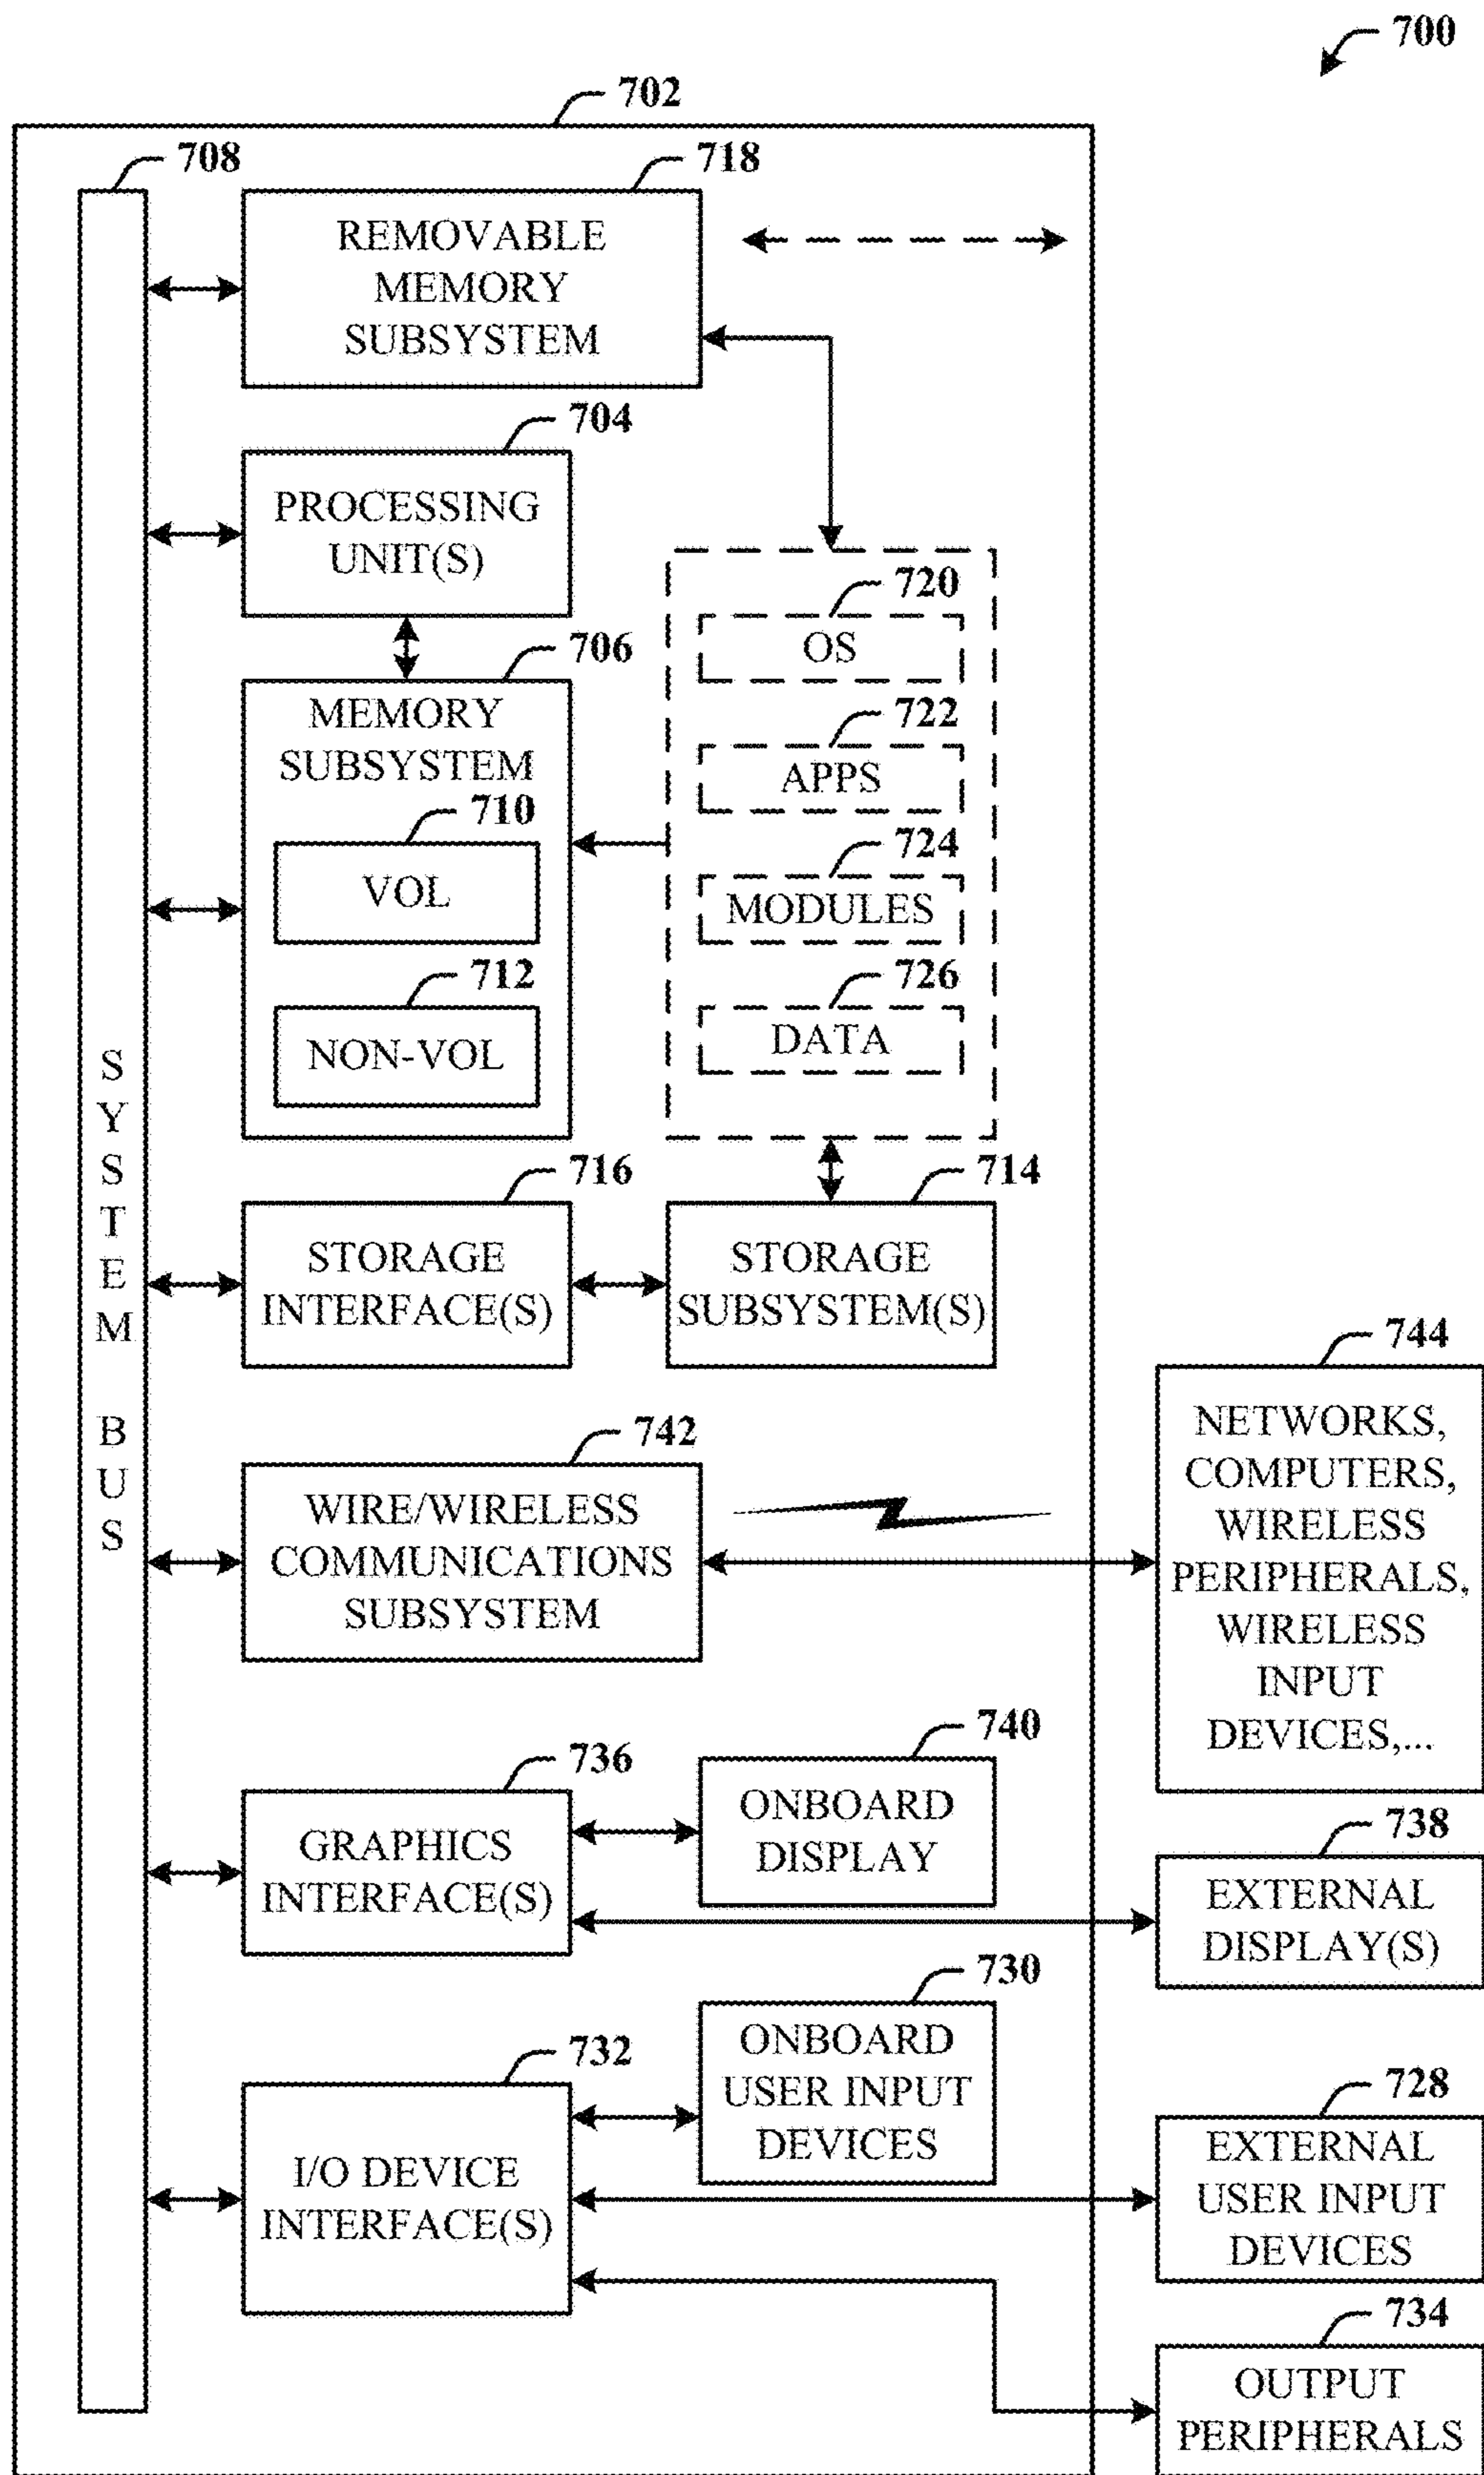 700
702
708
718
REMOVABLE
MEMORY
SUBSYSTEM
704
PROCESSING
UNIT(S)
720
OS
706
MEMORY
SUBSYSTEM
722
APPS
710
VOL
724
MODULES
712
NON-VOL
726
DATA
SYSTEM BUS
716
STORAGE
INTERFACE(S)
714
STORAGE
SUBSYSTEM(S)
744
NETWORKS,
COMPUTERS,
WIRELESS
PERIPHERALS,
WIRELESS
INPUT
DEVICES,...
742
WIRE/WIRELESS
COMMUNICATIONS
SUBSYSTEM
740
ONBOARD
DISPLAY
736
GRAPHICS
INTERFACE(S)
738
EXTERNAL
DISPLAY(S)
730
ONBOARD
USER INPUT
DEVICES
732
I/O DEVICE
INTERFACE(S)
728
EXTERNAL
USER INPUT
DEVICES
734
OUTPUT
PERIPHERALS